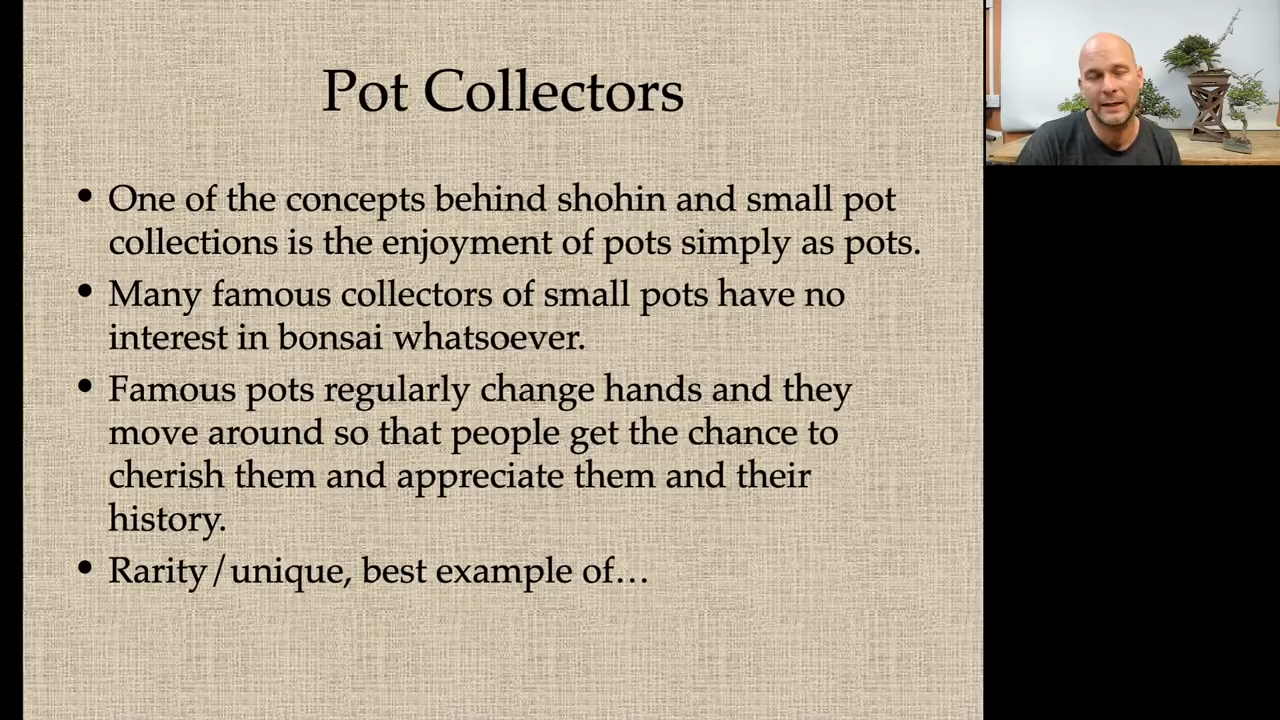 Pot Collectors
• One of the concepts behind shohin and small pot
collections is the enjoyment of pots simply as pots.
• Many famous collectors of small pots have no
interest in bonsai whatsoever.
• Famous pots regularly change hands and they
move around so that people get the chance to
cherish them and appreciate them and their
history.
• Rarity/unique, best example of…